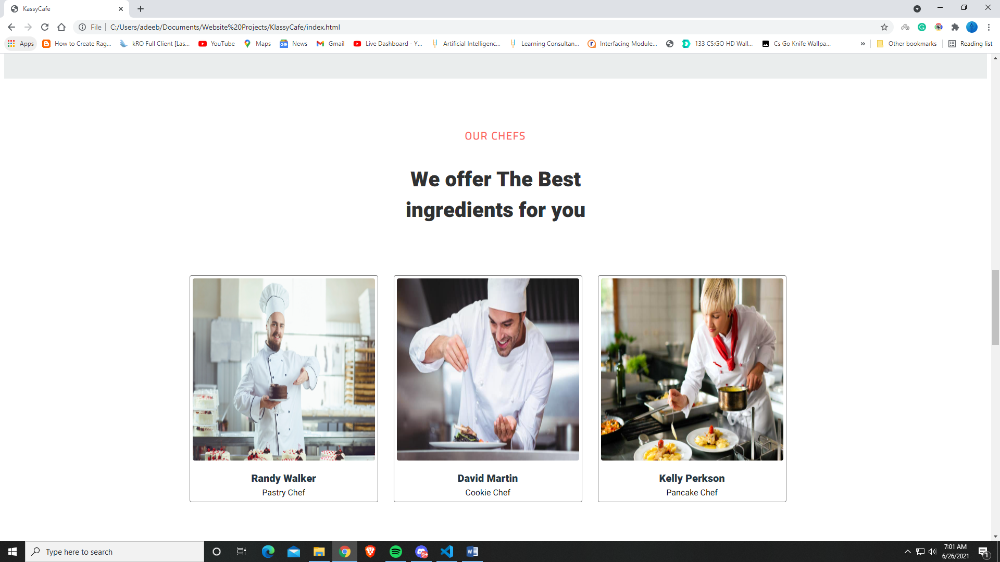 KassyCafe
File
C:/Users/adeeb/Documents/Website%20Projects/KlassyCafe/index.html
Apps
How to Create Rag...
kRO Full Client [Las...
YouTube
Maps
News
Gmail
Live Dashboard - Y...
Artificial Intelligenc...
Learning Consultan...
Interfacing Module...
133 CS:GO HD Wall...
Cs Go Knife Wallpa...
»
Other bookmarks
Reading list
OUR CHEFS
We offer The Best
ingredients for you
Randy Walker
Pastry Chef
David Martin
Cookie Chef
Kelly Perkson
Pancake Chef
Type here to search
9+
7:01 AM
6/26/2021
1